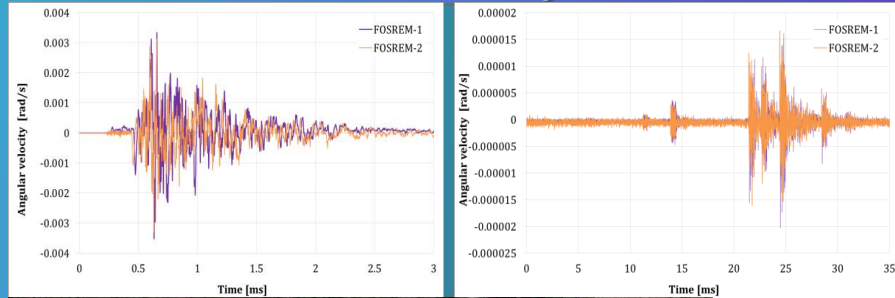 0.004
0.003
0.002
0.001
0
-0.001
-0.002
-0.003
-0.004
Angular velocity [rad/s]
FOSREM-1
FOSREM-2
0 0.5 1 1.5 2 2.5 3
Time [ms]
0.00002
0.000015
0.00001
0.000005
0
-0.000005
-0.00001
-0.000015
-0.00002
-0.000025
Angular velocity [rad/s]
FOSREM-1
FOSREM-2
0 5 10 15 20 25 30 35
Time [ms]